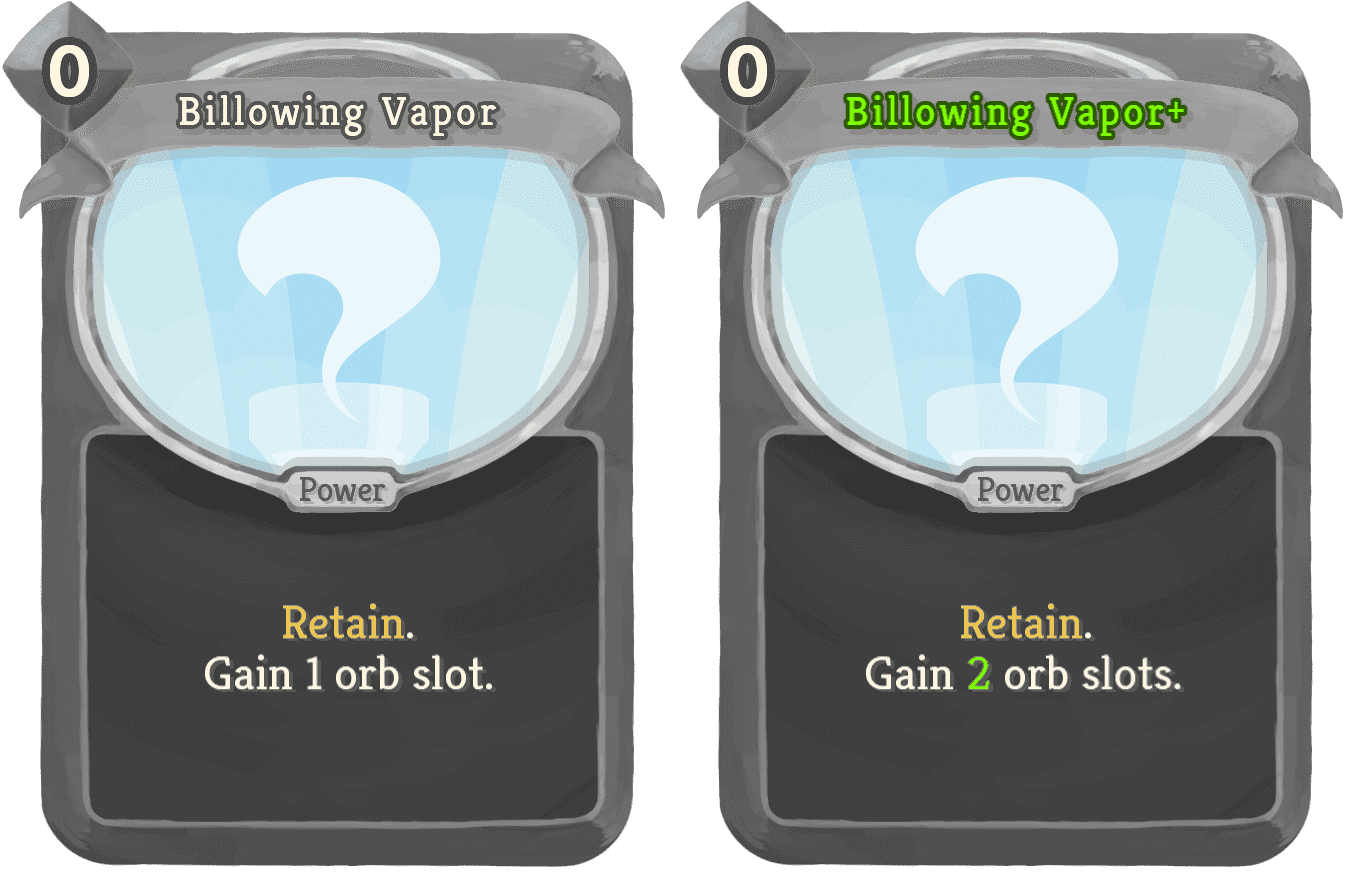 0
Billowing Vapor
Power
Retain.
Gain 1 orb slot.
0
Billowing Vapor+
Power
Retain.
Gain 2 orb slots.